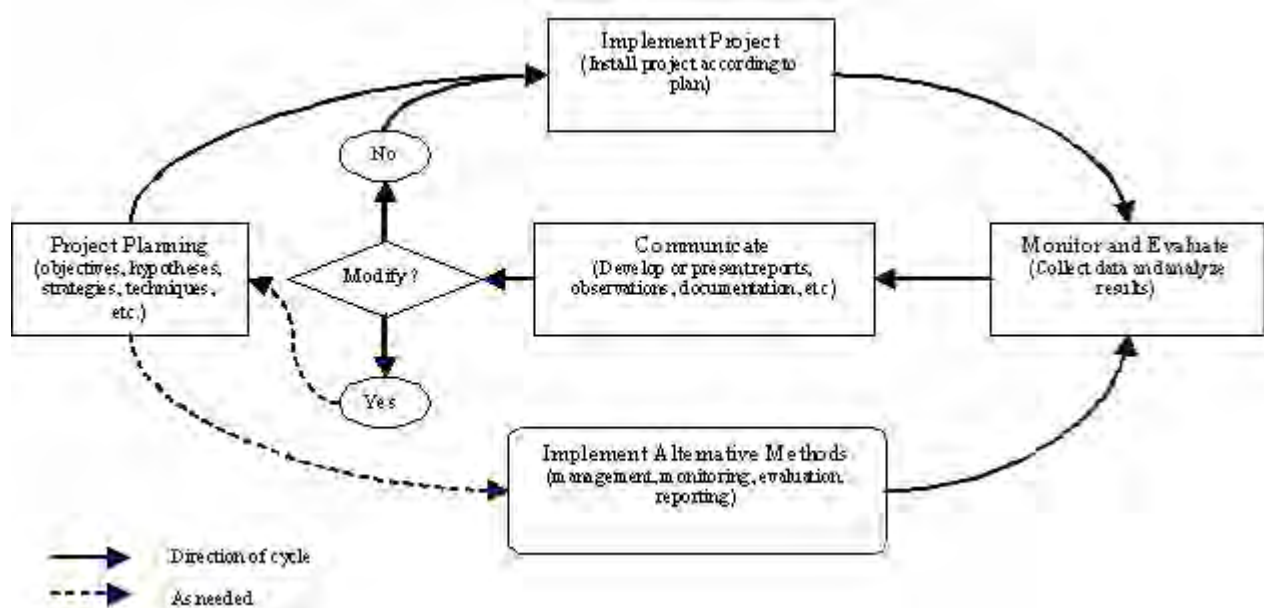 Implement Project
(Install project according to
plan)
No
Project Planning
(objectives, hypotheses,
strategies, techniques,
etc.)
Modify?
Communicate
(Develop or present reports,
observations, documentation, etc)
Monitor and Evaluate
(Collect data and analyze
results)
Yes
Implement Alternative Methods
(management, monitoring, evaluation,
reporting)
Direction of cycle
As needed